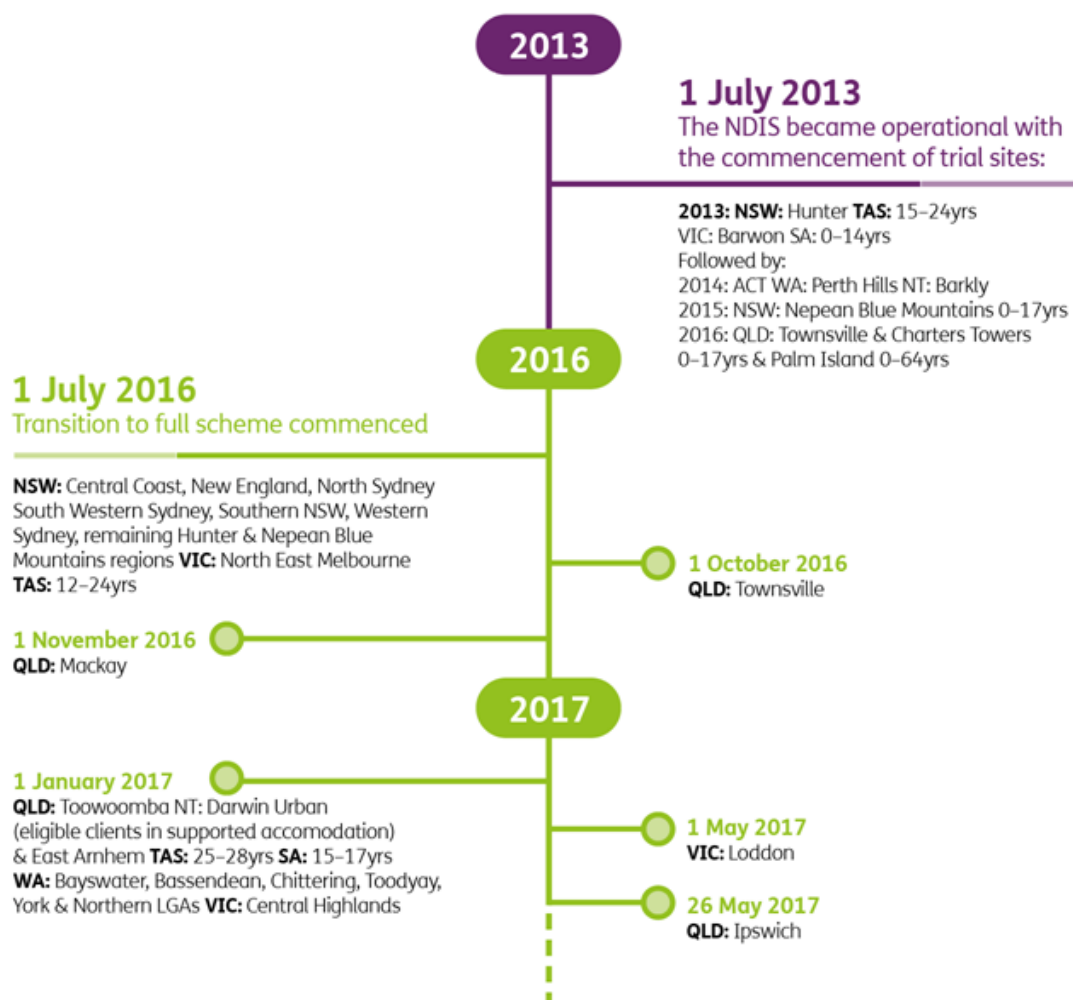 2013
1 July 2013
The NDIS became operational with
the commencement of trial sites:
2013: NSW: Hunter TAS: 15–24yrs
VIC: Barwon SA: 0–14yrs
Followed by:
2014: ACT WA: Perth Hills NT: Barkly
2015: NSW: Nepean Blue Mountains 0–17yrs
2016: QLD: Townsville & Charters Towers
0–17yrs & Palm Island 0–64yrs
2016
1 July 2016
Transition to full scheme commenced
NSW: Central Coast, New England, North Sydney
South Western Sydney, Southern NSW, Western
Sydney, remaining Hunter & Nepean Blue
Mountains regions VIC: North East Melbourne
TAS: 12–24yrs
1 October 2016
QLD: Townsville
1 November 2016
QLD: Mackay
2017
1 January 2017
QLD: Toowoomba NT: Darwin Urban
(eligible clients in supported accomodation)
& East Arnhem TAS: 25–28yrs SA: 15–17yrs
WA: Bayswater, Bassendean, Chittering, Toodyay,
York & Northern LGAs VIC: Central Highlands
1 May 2017
VIC: Loddon
26 May 2017
QLD: Ipswich